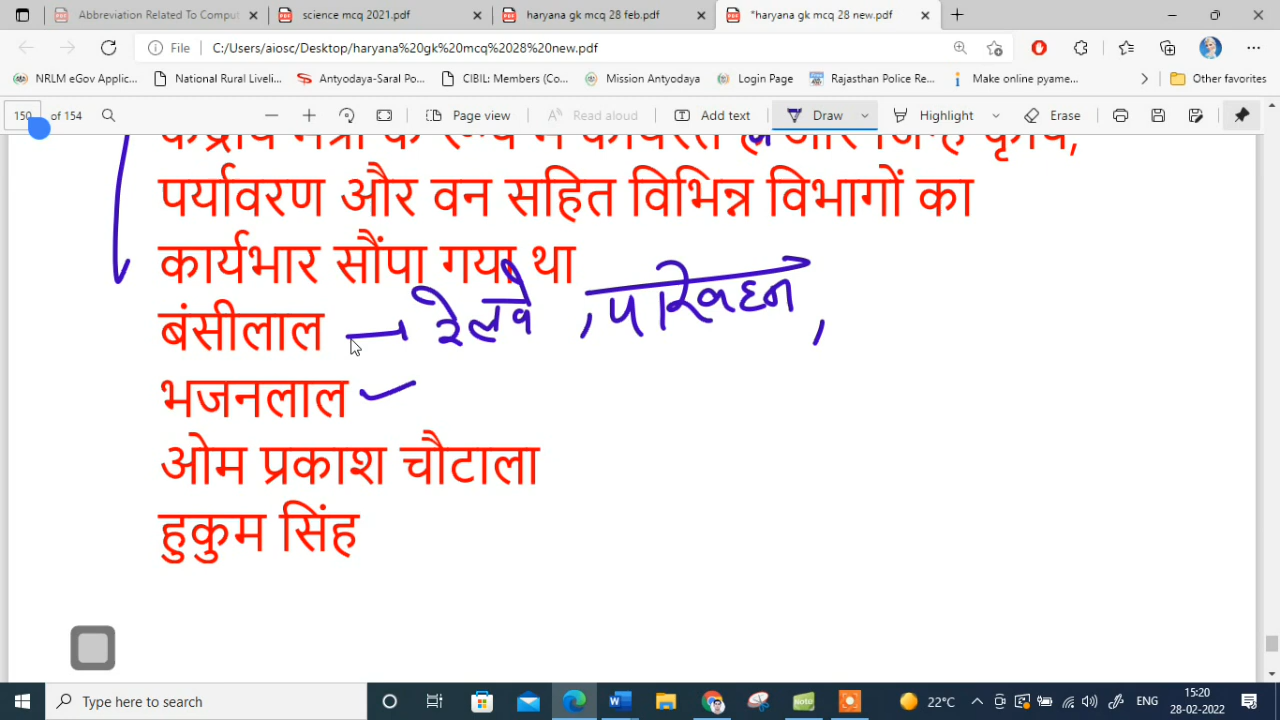 Abbreviation Related To Comput
science mcq 2021.pdf
haryana gk mcq 28 feb.pdf
*haryana gk mcq 28 new.pdf
File
C:/Users/aiosc/Desktop/haryana%20gk%20mcq%2028%20new.pdf
NRLM eGov Applic...
National Rural Liveli...
Antyodaya-Saral Po...
CIBIL: Members (Co...
Mission Antyodaya
Login Page
Rajasthan Police Re...
Make online pyame...
Other favorites
150 of 154
Page view
Read aloud
Add text
Draw
Highlight
Erase
केंद्रीय मंत्री के रूप में कार्यरत और जिन्हें कृषि,
पर्यावरण और वन सहित विभिन्न विभागों का
कार्यभार सौंपा गया था
बंसीलाल → रेलवे , परिवहन ,
भजनलाल
ओम प्रकाश चौटाला
हुकुम सिंह
Type here to search
22°C
ENG
15:20
28-02-2022